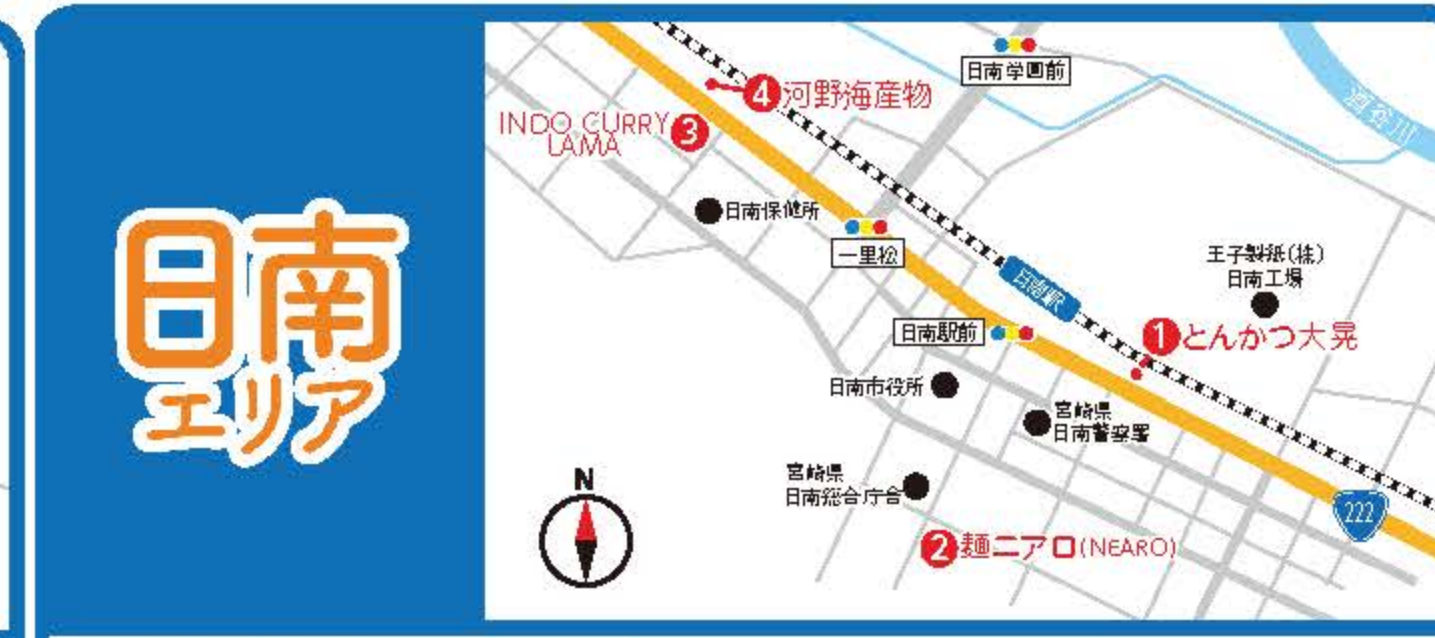 日南
エリア
N
日南学園前
4 河野海産物
INDO CURRY
LAMA
3
酒谷川
日南保健所
一里松
日南駅
王子製紙(株)
日南工場
日南駅前
1 とんかつ大晃
日南市役所
宮崎県
日南警察署
宮崎県
日南総合庁舎
222
2 麺ニアロ(NEARO)